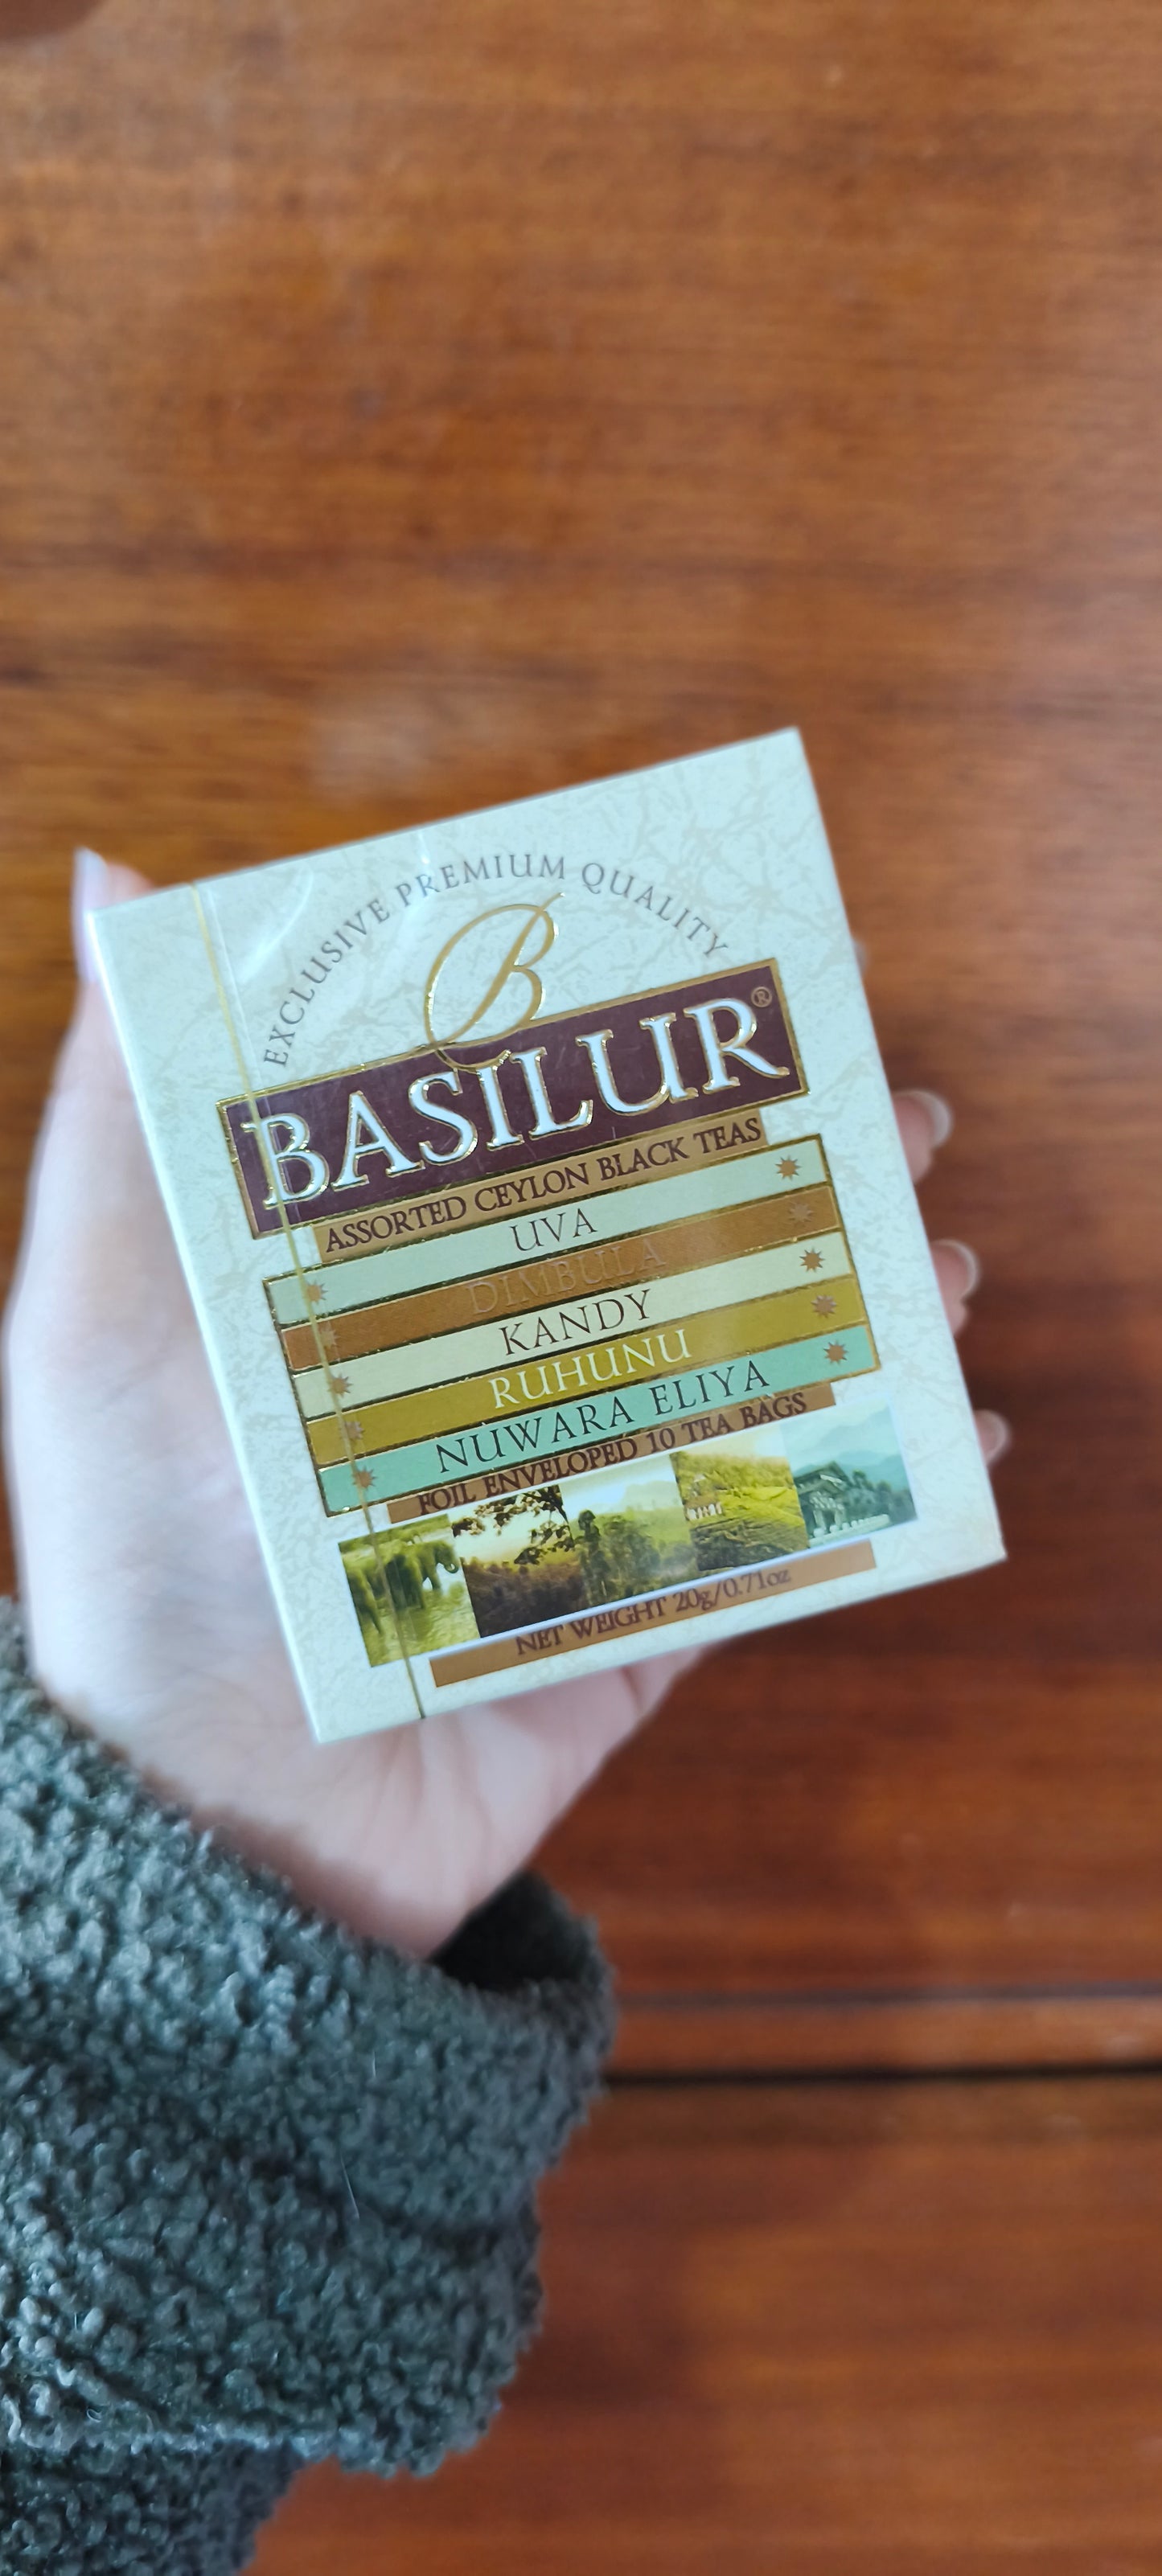 EXCLUSIVE PREMIUM QUALITY
B
BASILUR®
ASSORTED CEYLON BLACK TEAS
UVA
DIMBULA
KANDY
RUHUNU
NUWARA ELIYA
FOIL ENVELOPED 10 TEA BAGS
NET WEIGHT 20g/0.71oz